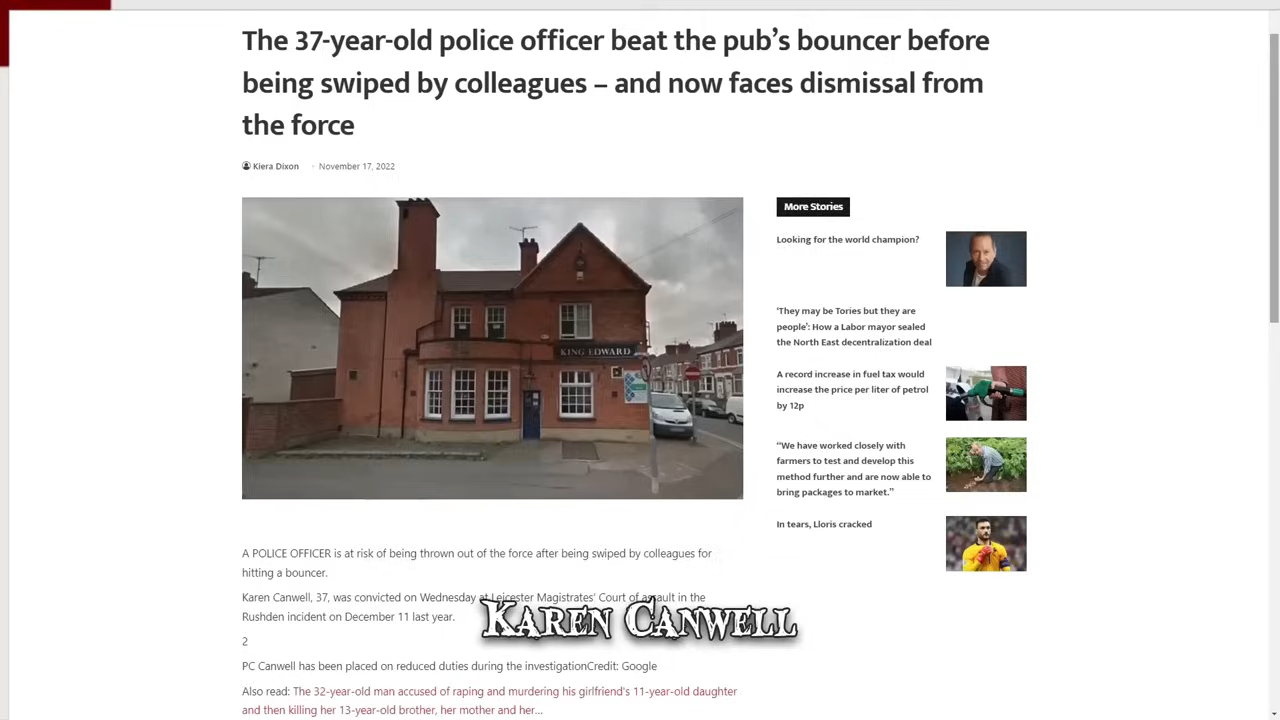 The 37-year-old police officer beat the pub’s bouncer before
being swiped by colleagues – and now faces dismissal from
the force
Kiera Dixon
November 17, 2022
KING EDWARD
More Stories
Looking for the world champion?
‘They may be Tories but they are
people’: How a Labor mayor sealed
the North East decentralization deal
A record increase in fuel tax would
increase the price per liter of petrol
by 12p
“We have worked closely with
farmers to test and develop this
method further and are now able to
bring packages to market.”
In tears, Lloris cracked
A POLICE OFFICER is at risk of being thrown out of the force after being swiped by colleagues for
hitting a bouncer.
Karen Canwell, 37, was convicted on Wednesday at Leicester Magistrates’ Court of assault in the
Rushden incident on December 11 last year.
KAREN CANWELL
2
PC Canwell has been placed on reduced duties during the investigationCredit: Google
Also read: The 32-year-old man accused of raping and murdering his girlfriend's 11-year-old daughter
and then killing her 13-year-old brother, her mother and her...